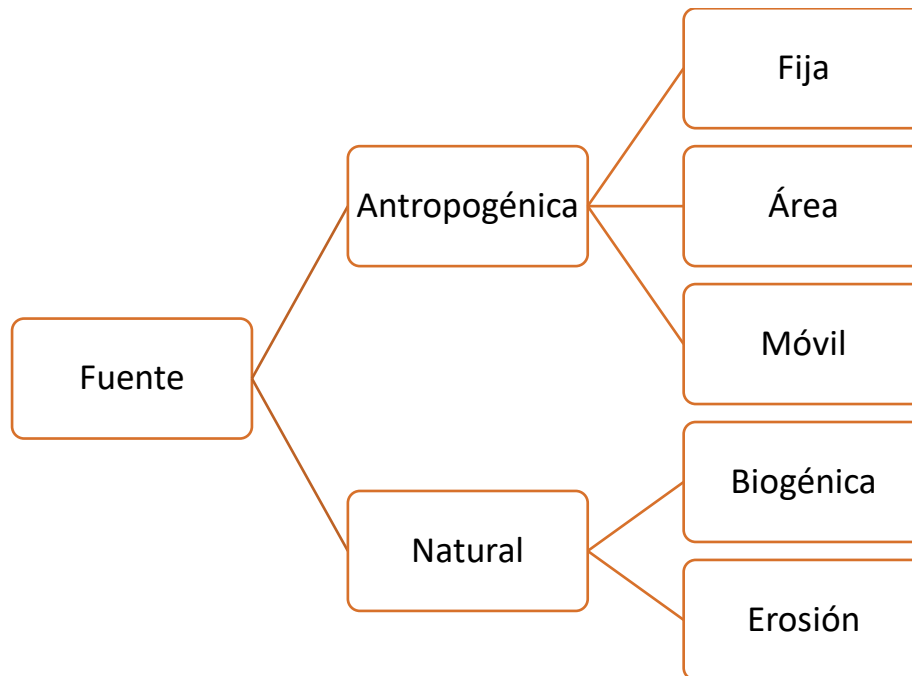 Fuente
Antropogénica
Fija
Área
Móvil
Natural
Biogénica
Erosión